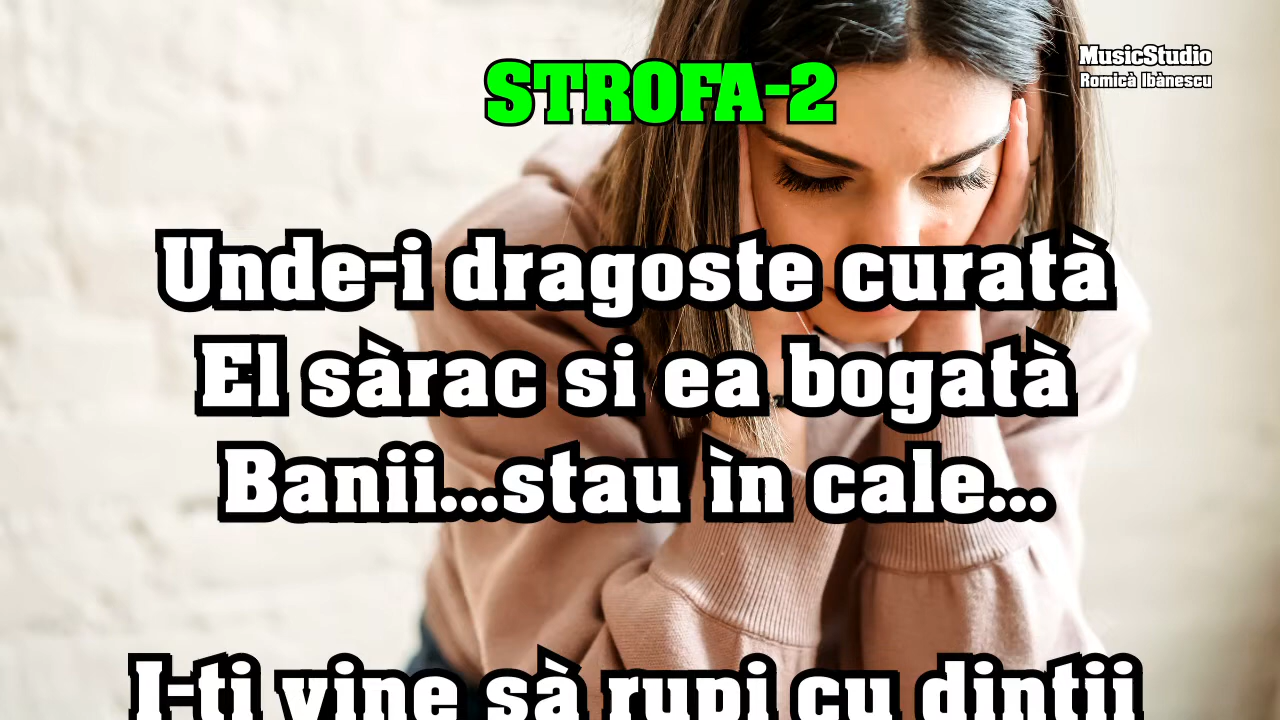 MusicStudio
Romicà Ibànescu
STROFA-2
Unde-i dragoste curatà
El sàrac si ea bogatà
Banii...stau ìn cale...
I-ti vine sà rupi cu dintii